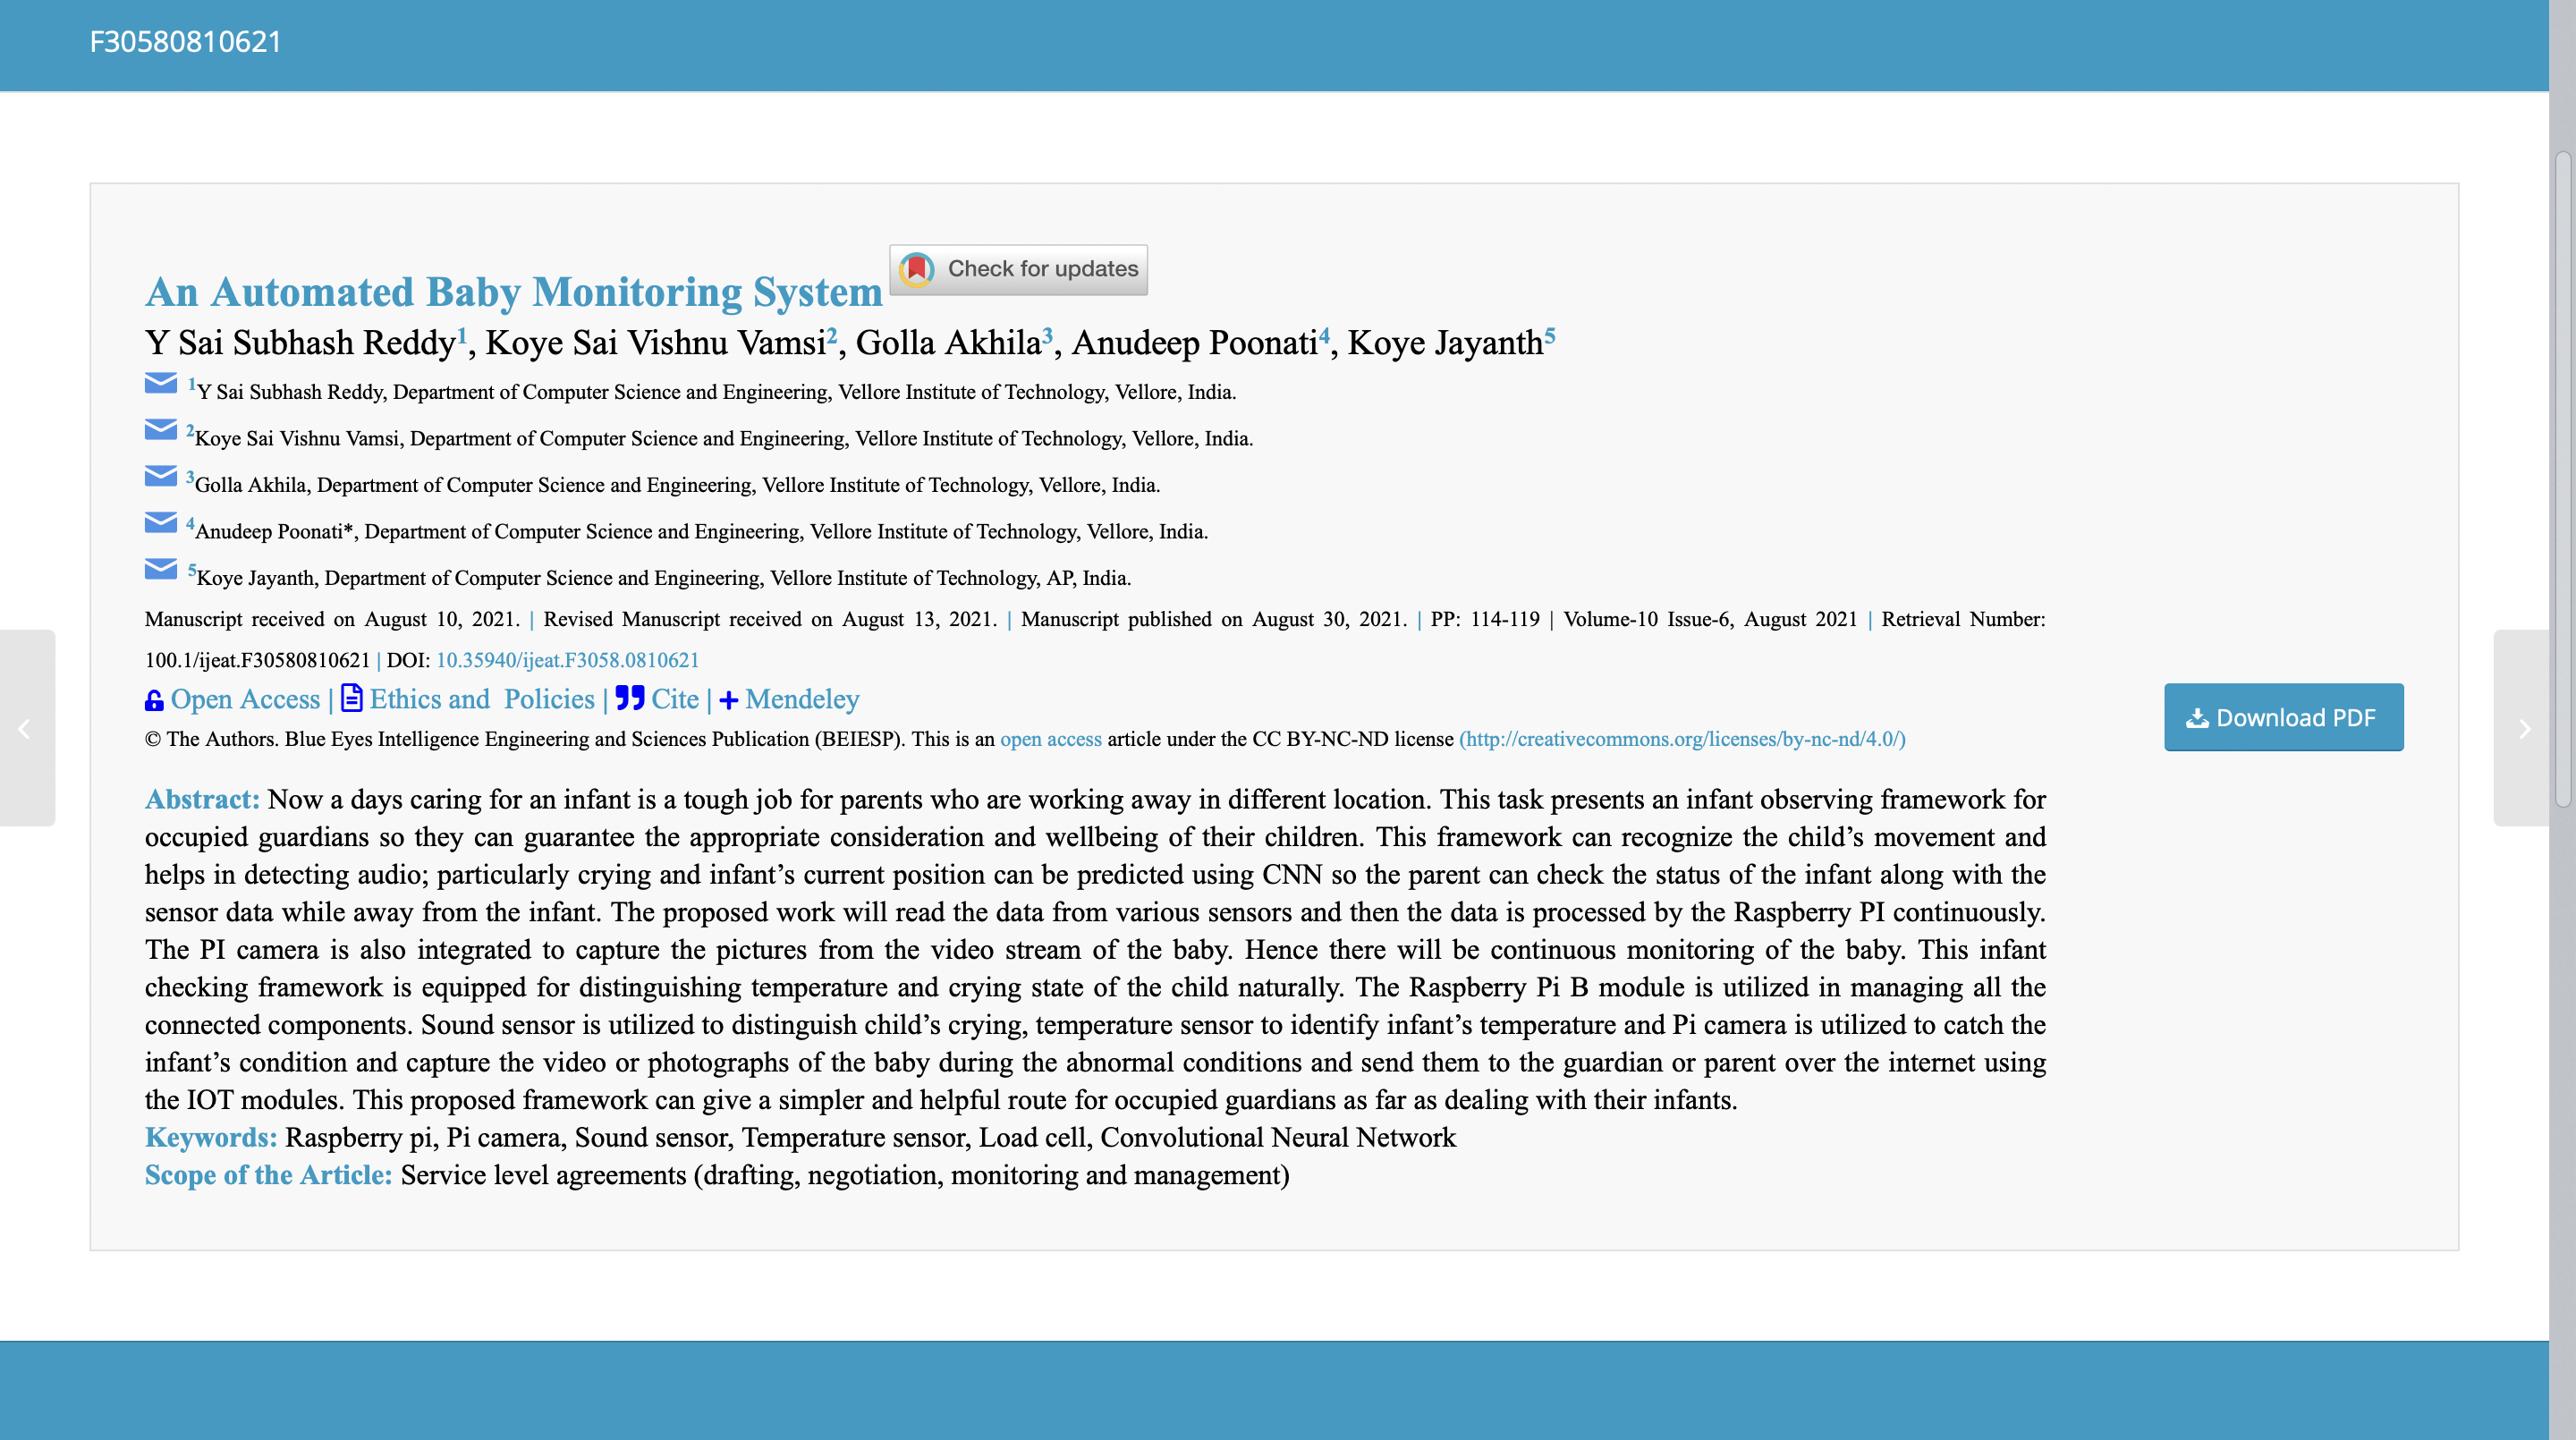 F30580810621
An Automated Baby Monitoring System
Check for updates
Y Sai Subhash Reddy1, Koye Sai Vishnu Vamsi2, Golla Akhila3, Anudeep Poonati4, Koye Jayanth5
1Y Sai Subhash Reddy, Department of Computer Science and Engineering, Vellore Institute of Technology, Vellore, India.
2Koye Sai Vishnu Vamsi, Department of Computer Science and Engineering, Vellore Institute of Technology, Vellore, India.
3Golla Akhila, Department of Computer Science and Engineering, Vellore Institute of Technology, Vellore, India.
4Anudeep Poonati*, Department of Computer Science and Engineering, Vellore Institute of Technology, Vellore, India.
5Koye Jayanth, Department of Computer Science and Engineering, Vellore Institute of Technology, AP, India.
Manuscript received on August 10, 2021. | Revised Manuscript received on August 13, 2021. | Manuscript published on August 30, 2021. | PP: 114-119 | Volume-10 Issue-6, August 2021 | Retrieval Number:
100.1/ijeat.F30580810621 | DOI: 10.35940/ijeat.F3058.0810621
Open Access | Ethics and Policies | Cite | Mendeley
© The Authors. Blue Eyes Intelligence Engineering and Sciences Publication (BEIESP). This is an open access article under the CC BY-NC-ND license (http://creativecommons.org/licenses/by-nc-nd/4.0/)
Download PDF
Abstract: Now a days caring for an infant is a tough job for parents who are working away in different location. This task presents an infant observing framework for
occupied guardians so they can guarantee the appropriate consideration and wellbeing of their children. This framework can recognize the child’s movement and
helps in detecting audio; particularly crying and infant’s current position can be predicted using CNN so the parent can check the status of the infant along with the
sensor data while away from the infant. The proposed work will read the data from various sensors and then the data is processed by the Raspberry PI continuously.
The PI camera is also integrated to capture the pictures from the video stream of the baby. Hence there will be continuous monitoring of the baby. This infant
checking framework is equipped for distinguishing temperature and crying state of the child naturally. The Raspberry Pi B module is utilized in managing all the
connected components. Sound sensor is utilized to distinguish child’s crying, temperature sensor to identify infant’s temperature and Pi camera is utilized to catch the
infant’s condition and capture the video or photographs of the baby during the abnormal conditions and send them to the guardian or parent over the internet using
the IOT modules. This proposed framework can give a simpler and helpful route for occupied guardians as far as dealing with their infants.
Keywords: Raspberry pi, Pi camera, Sound sensor, Temperature sensor, Load cell, Convolutional Neural Network
Scope of the Article: Service level agreements (drafting, negotiation, monitoring and management)